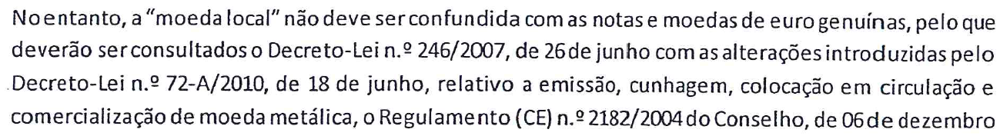 No entanto, a “moeda local” não deve ser confundida com as notas e moedas de euro genuínas, pelo que
deverão ser consultados o Decreto-Lei n.º 246/2007, de 26 de junho com as alterações introduzidas pelo
Decreto-Lei n.º 72-A/2010, de 18 de junho, relativo a emissão, cunhagem, colocação em circulação e
comercialização de moeda metálica, o Regulamento (CE) n.º 2182/2004 do Conselho, de 06 de dezembro